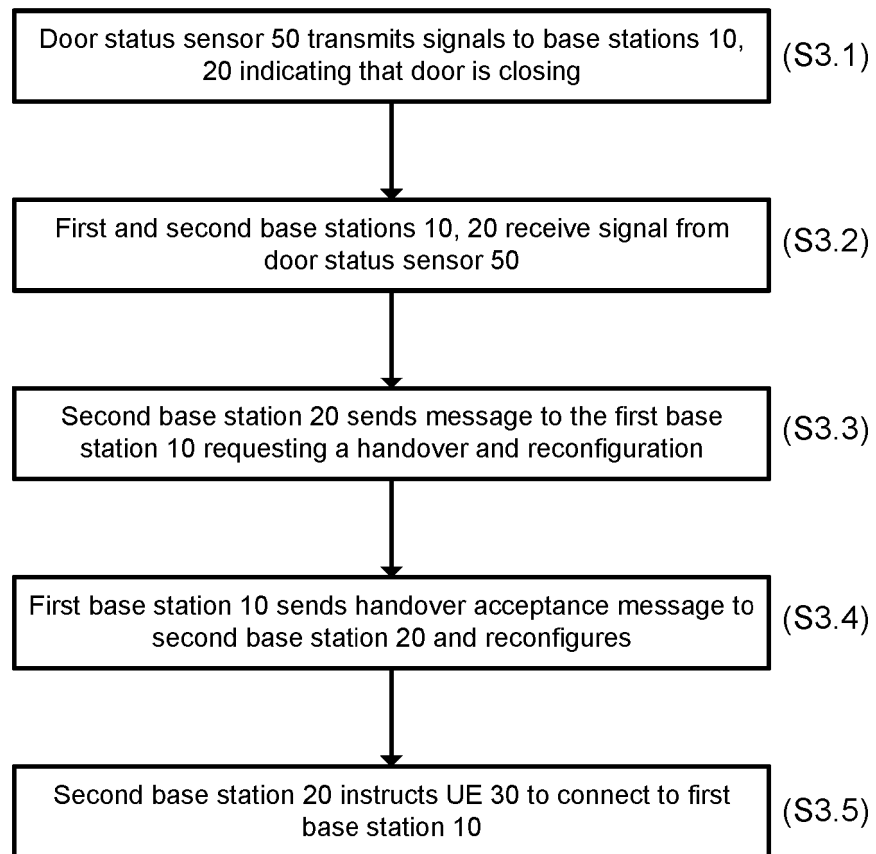 Door status sensor 50 transmits signals to base stations 10,
20 indicating that door is closing
(S3.1)
First and second base stations 10, 20 receive signal from
door status sensor 50
(S3.2)
Second base station 20 sends message to the first base
station 10 requesting a handover and reconfiguration
(S3.3)
First base station 10 sends handover acceptance message to
second base station 20 and reconfigures
(S3.4)
Second base station 20 instructs UE 30 to connect to first
base station 10
(S3.5)